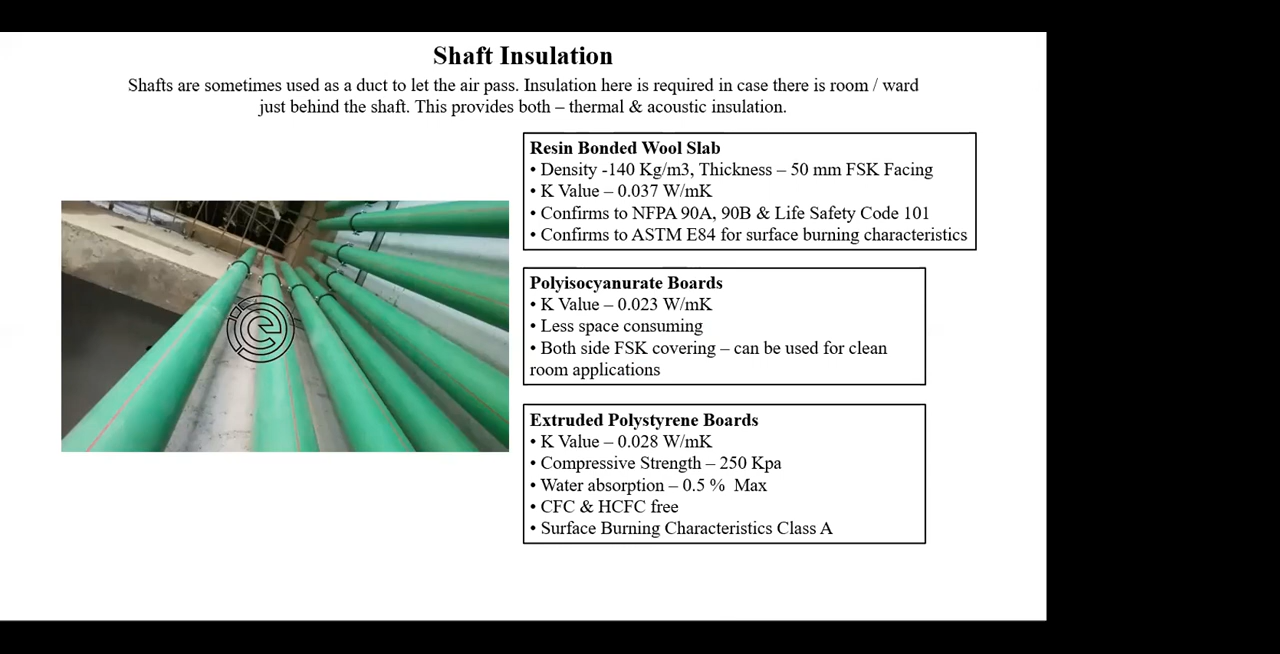 Shaft Insulation
Shafts are sometimes used as a duct to let the air pass. Insulation here is required in case there is room / ward
just behind the shaft. This provides both – thermal & acoustic insulation.
Resin Bonded Wool Slab
• Density -140 Kg/m3, Thickness – 50 mm FSK Facing
• K Value – 0.037 W/mK
• Confirms to NFPA 90A, 90B & Life Safety Code 101
• Confirms to ASTM E84 for surface burning characteristics
Polyisocyanurate Boards
• K Value – 0.023 W/mK
• Less space consuming
• Both side FSK covering – can be used for clean
room applications
Extruded Polystyrene Boards
• K Value – 0.028 W/mK
• Compressive Strength – 250 Kpa
• Water absorption – 0.5 %  Max
• CFC & HCFC free
• Surface Burning Characteristics Class A